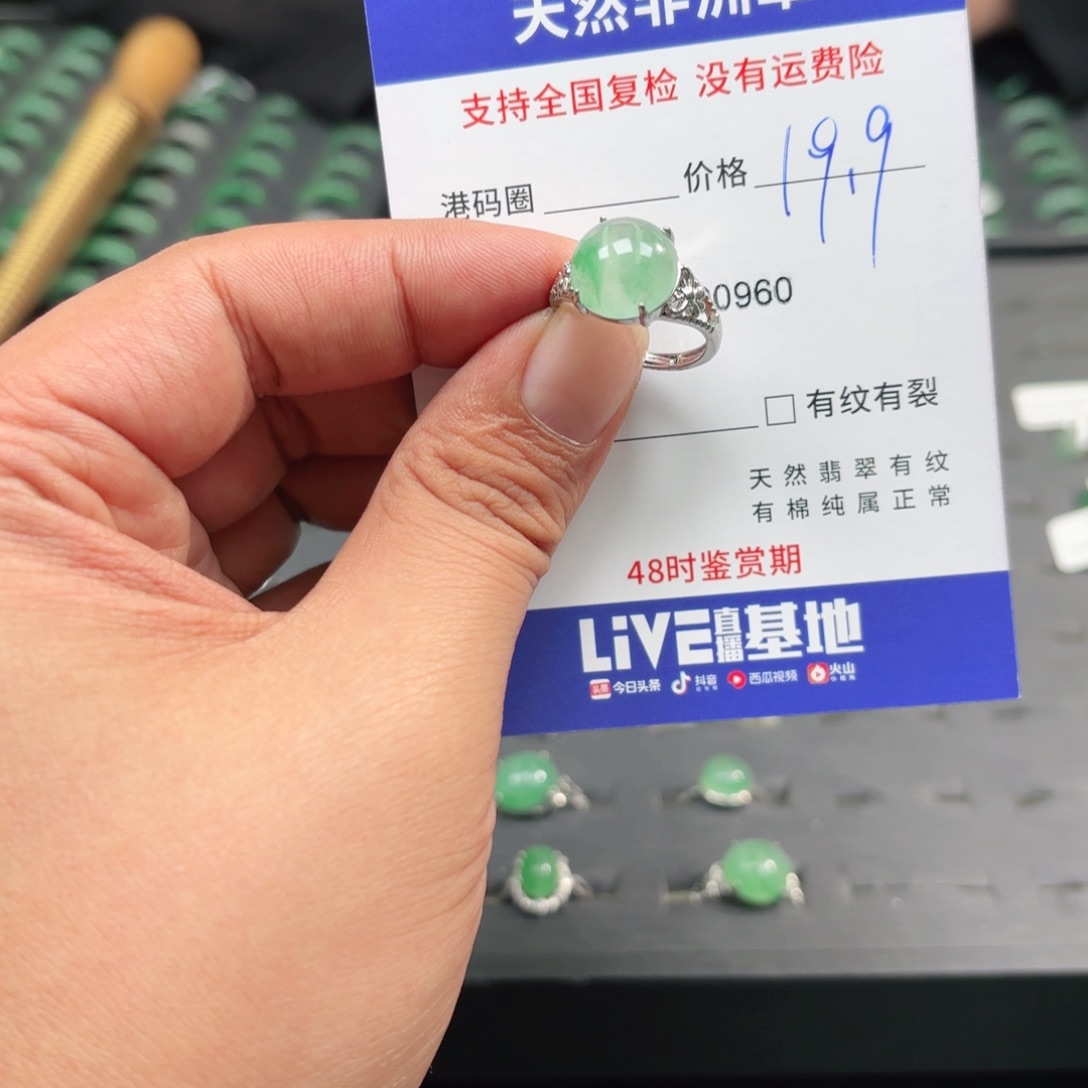 天然非洲翠
支持全国复检 没有运费险
港码圈 价格 19.9
0960
有纹有裂
天然翡翠有纹
有棉纯属正常
48时鉴赏期
LIVE直播基地
头条 今日头条 抖音 西瓜视频 火山